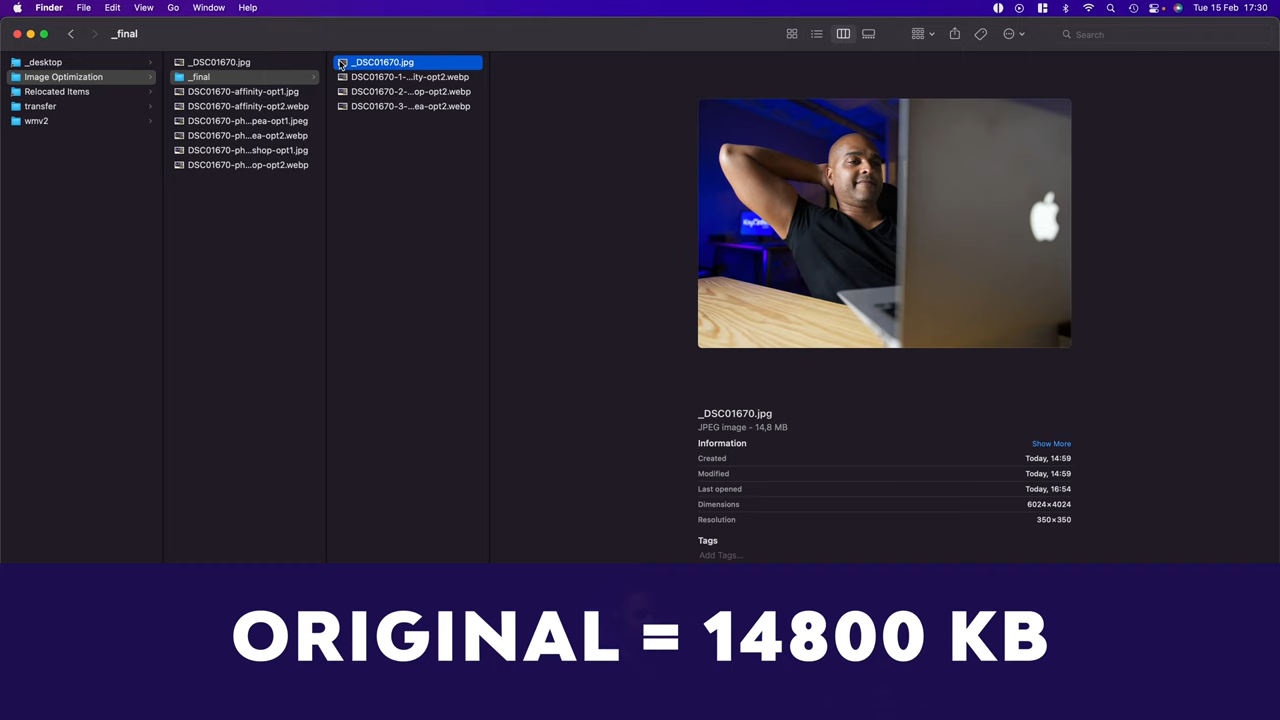 Finder File Edit View Go Window Help
Tue 15 Feb 17:30
_final
Search
_desktop
Image Optimization
Relocated Items
transfer
wmv2
_DSC01670.jpg
_final
DSC01670-affinity-opt1.jpg
DSC01670-affinity-opt2.webp
DSC01670-ph...pea-opt1.jpeg
DSC01670-ph...ea-opt2.webp
DSC01670-ph...shop-opt1.jpg
DSC01670-ph...op-opt2.webp
_DSC01670.jpg
DSC01670-1-...ity-opt2.webp
DSC01670-2-...op-opt2.webp
DSC01670-3-...ea-opt2.webp
_DSC01670.jpg
JPEG image - 14,8 MB
Information Show More
Created Today, 14:59
Modified Today, 14:59
Last opened Today, 16:54
Dimensions 6024×4024
Resolution 350×350
Tags
Add Tags...
ORIGINAL = 14800 KB